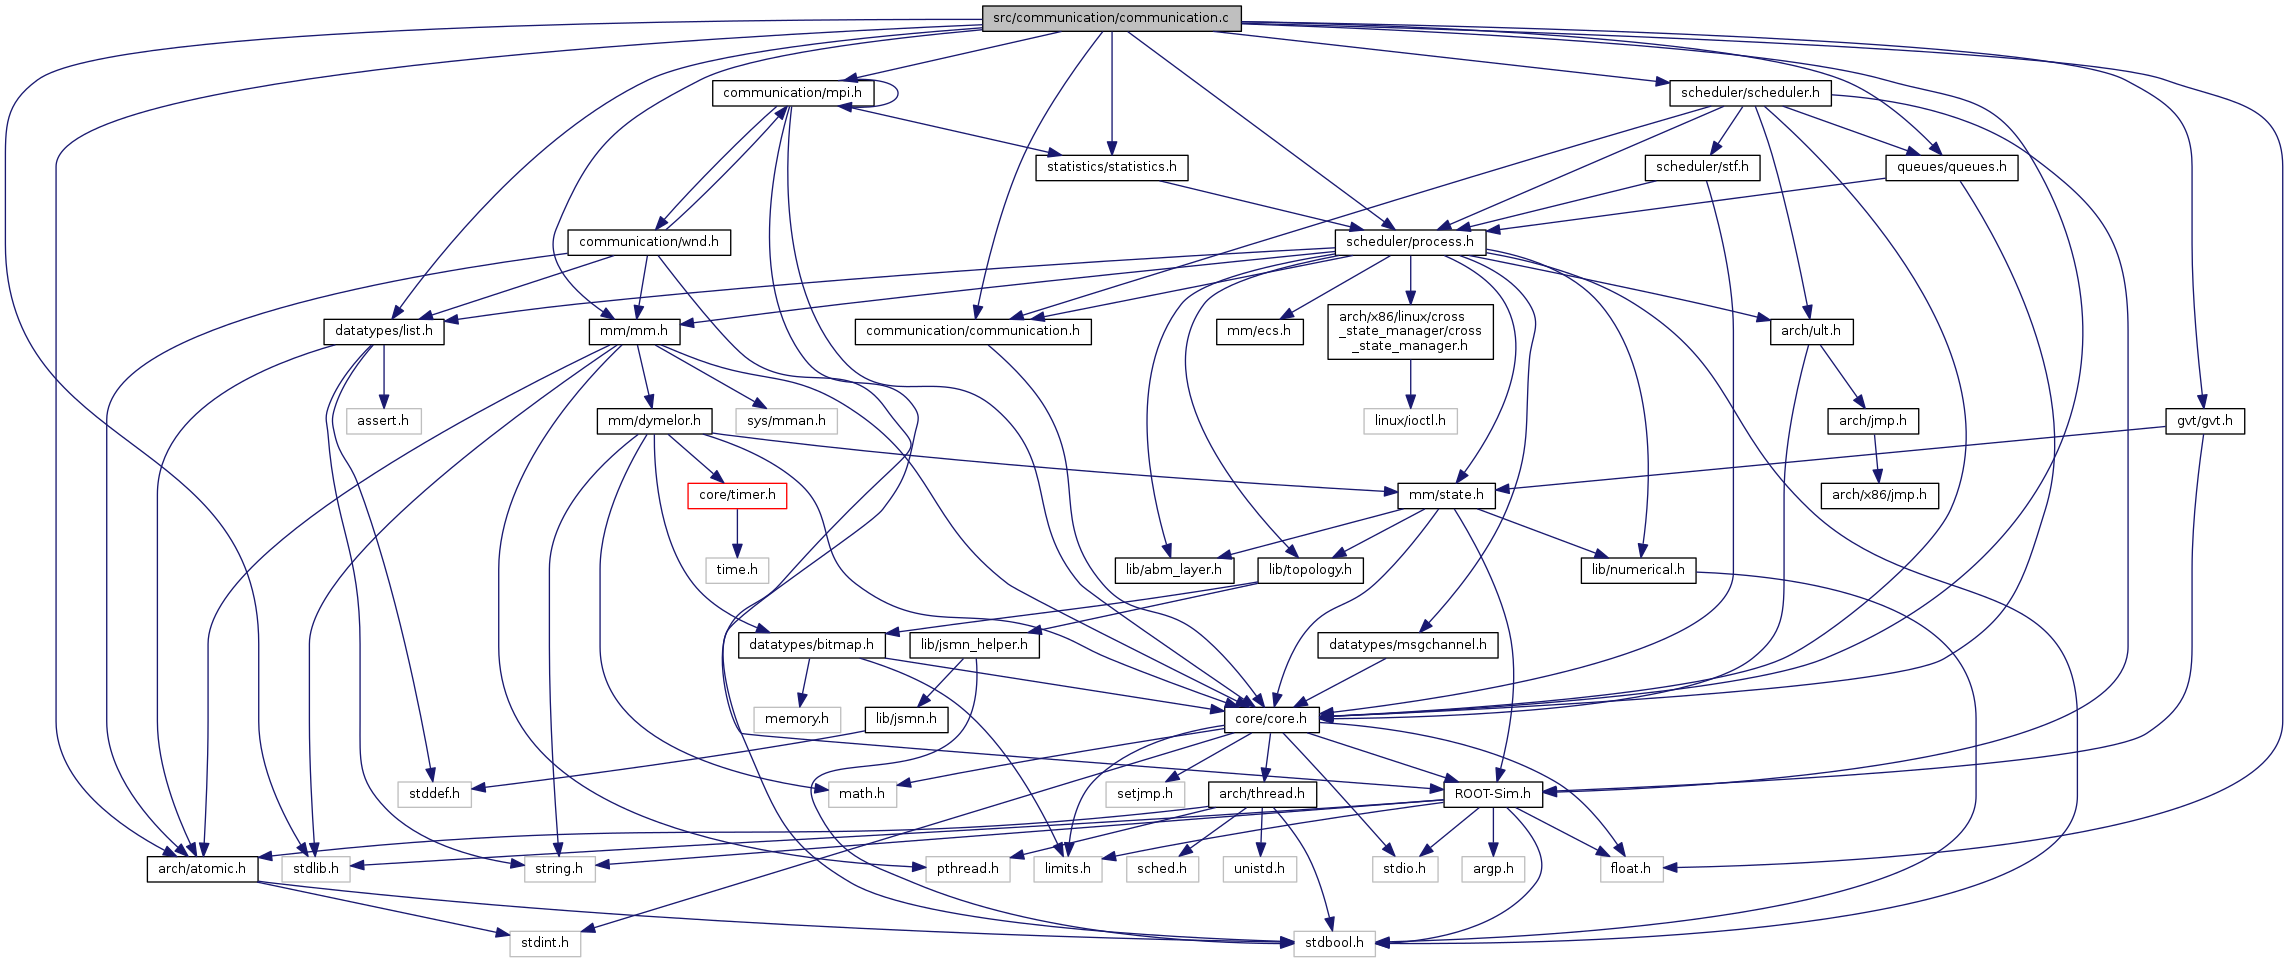 src/communication/communication.c
communication/mpi.h
scheduler/scheduler.h
statistics/statistics.h
scheduler/stf.h
queues/queues.h
communication/wnd.h
scheduler/process.h
datatypes/list.h
mm/mm.h
communication/communication.h
mm/ecs.h
arch/x86/linux/cross
_state_manager/cross
_state_manager.h
arch/ult.h
assert.h
mm/dymelor.h
sys/mman.h
linux/ioctl.h
arch/jmp.h
gvt/gvt.h
core/timer.h
mm/state.h
arch/x86/jmp.h
time.h
lib/abm_layer.h
lib/topology.h
lib/numerical.h
datatypes/bitmap.h
lib/jsmn_helper.h
datatypes/msgchannel.h
memory.h
lib/jsmn.h
core/core.h
stddef.h
math.h
setjmp.h
arch/thread.h
ROOT-Sim.h
arch/atomic.h
stdlib.h
string.h
pthread.h
limits.h
sched.h
unistd.h
stdio.h
argp.h
float.h
stdint.h
stdbool.h